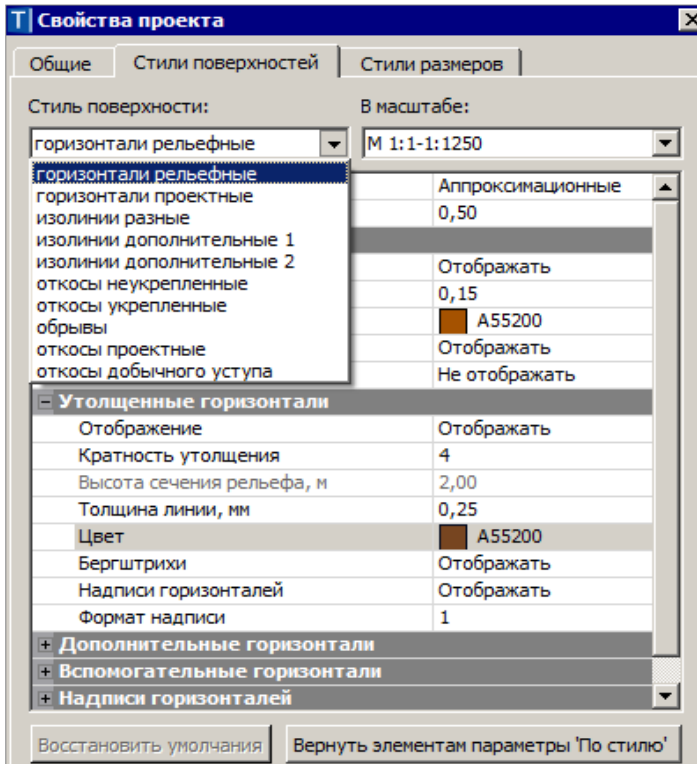 T Свойства проекта
Общие Стили поверхностей Стили размеров
Стиль поверхности: В масштабе:
горизонтали рельефные М 1:1-1:1250
горизонтали рельефные Аппроксимационные
горизонтали проектные 0,50
изолинии разные
изолинии дополнительные 1 Отображать
изолинии дополнительные 2 0,15
откосы неукрепленные A55200
откосы укрепленные Отображать
обрывы Не отображать
откосы проектные
откосы добычного уступа
Утолщенные горизонтали
Отображение Отображать
Кратность утолщения 4
Высота сечения рельефа, м 2,00
Толщина линии, мм 0,25
Цвет A55200
Бергштрихи Отображать
Надписи горизонталей Отображать
Формат надписи 1
Дополнительные горизонтали
Вспомогательные горизонтали
Надписи горизонталей
Восстановить умолчания Вернуть элементам параметры 'По стилю'